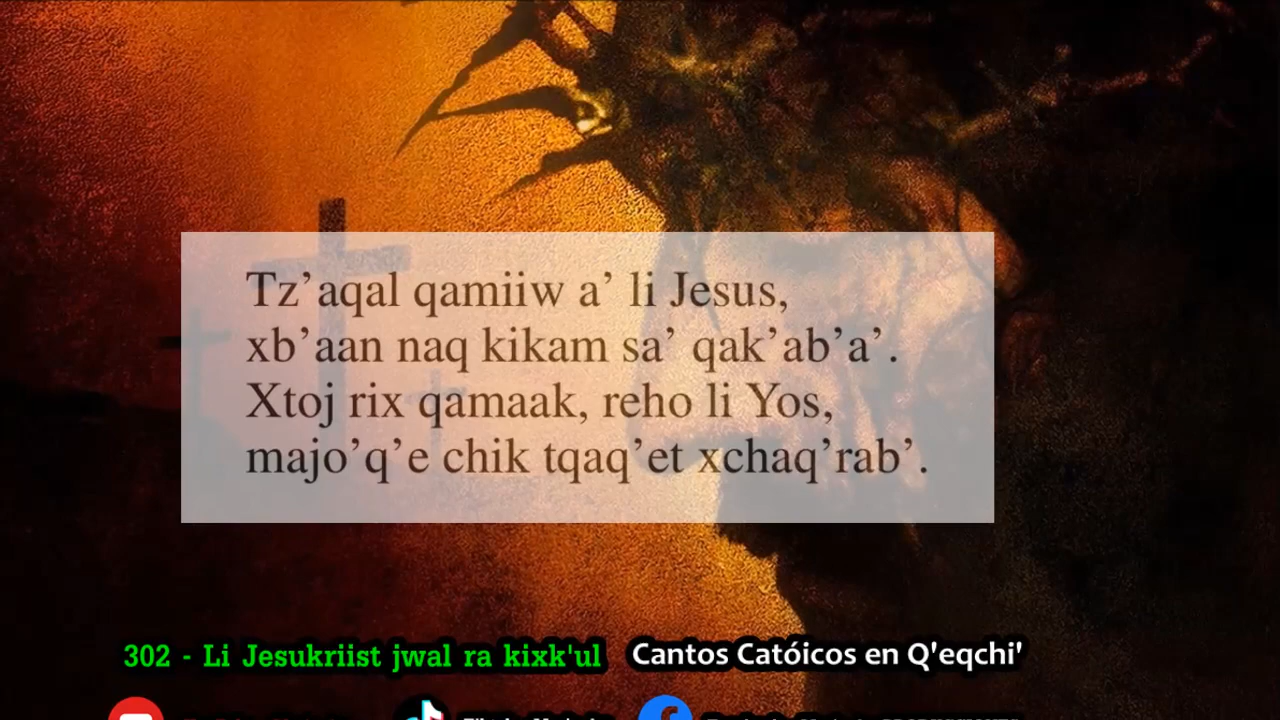 Tz’aqal qamiiw a’ li Jesus,
xb’aan naq kikam sa’ qak’ab’a’.
Xtoj rix qamaak, reho li Yos,
majo’q’e chik tqaq’et xchaq’rab’.
302 - Li Jesukriist jwal ra kixk'ul
Cantos Católicos en Q'eqchi'